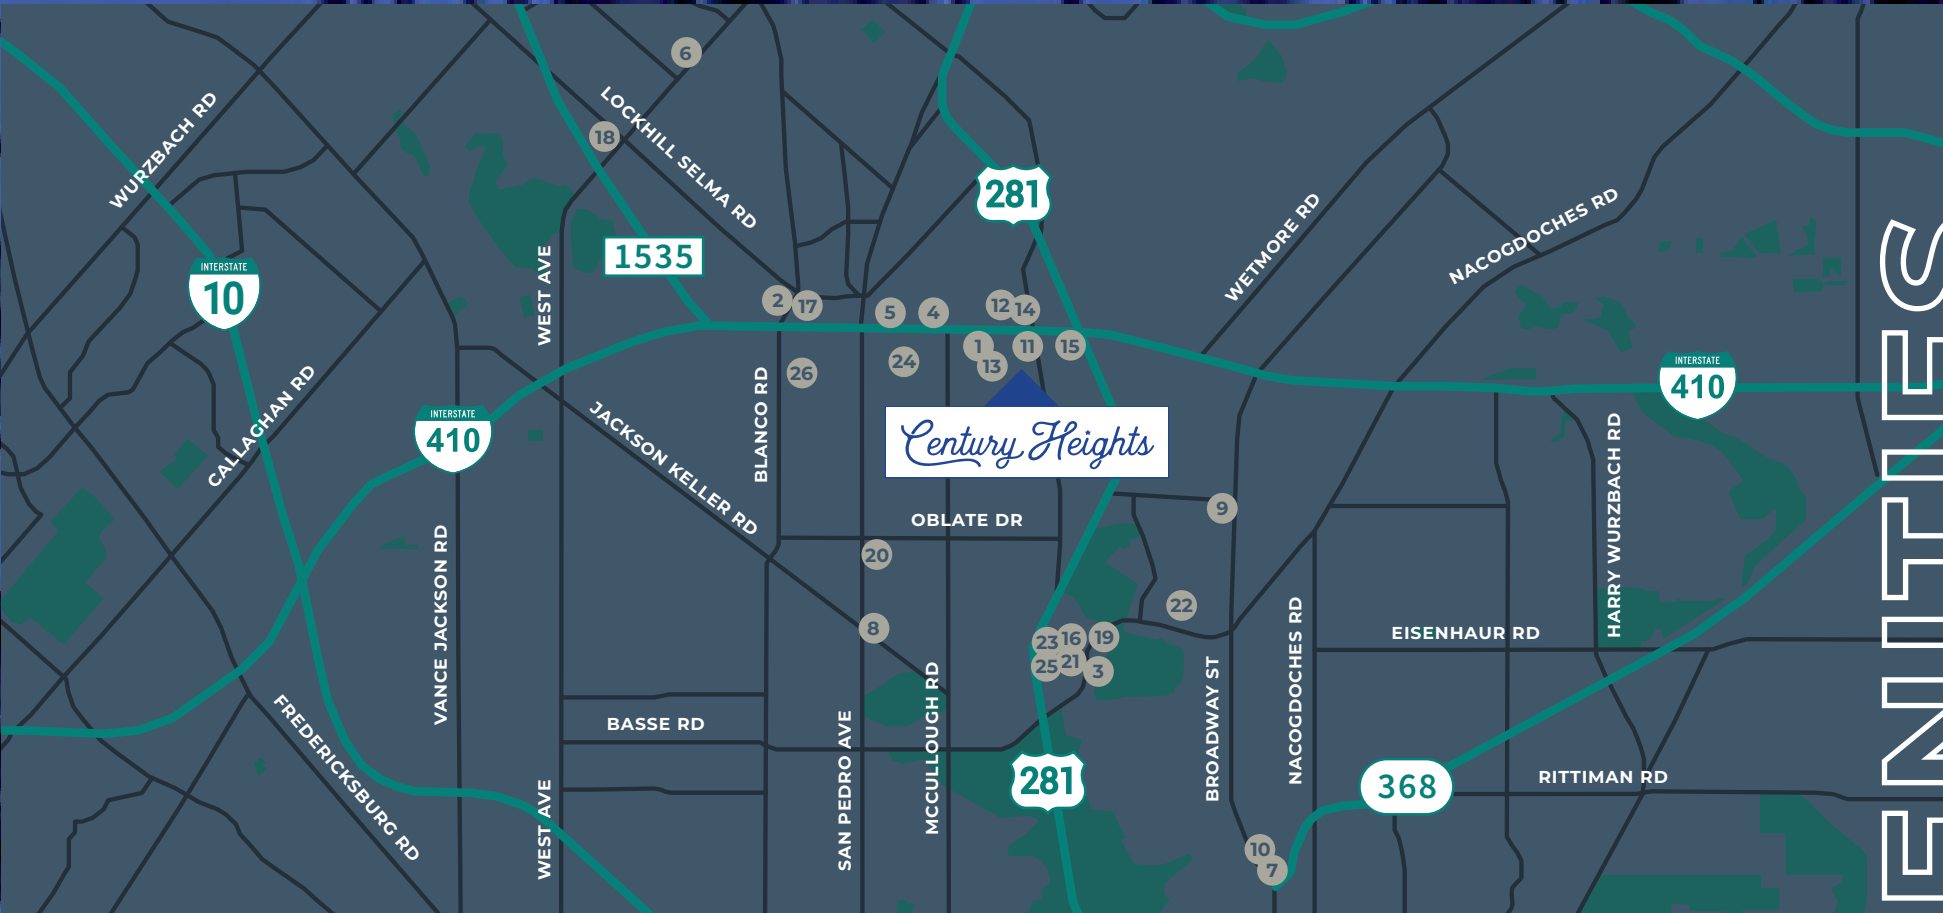 6
LOCKHILL SELMA RD
18
WURZBACH RD
281
WETMORE RD
NACOGDOCHES RD
1535
INTERSTATE
10
WEST AVE
2
17
5
4
12
14
1
11
15
13
24
26
INTERSTATE
410
INTERSTATE
410
CALLAGHAN RD
JACKSON KELLER RD
BLANCO RD
Century Heights
HARRY WURZBACH RD
9
OBLATE DR
20
VANCE JACKSON RD
8
22
23
16
19
25
21
3
EISENHAUR RD
NACOGDOCHES RD
BROADWAY ST
BASSE RD
SAN PEDRO AVE
MCCULLOUGH RD
FREDERICKSBURG RD
WEST AVE
281
368
RITTIMAN RD
10
7
ENITIES